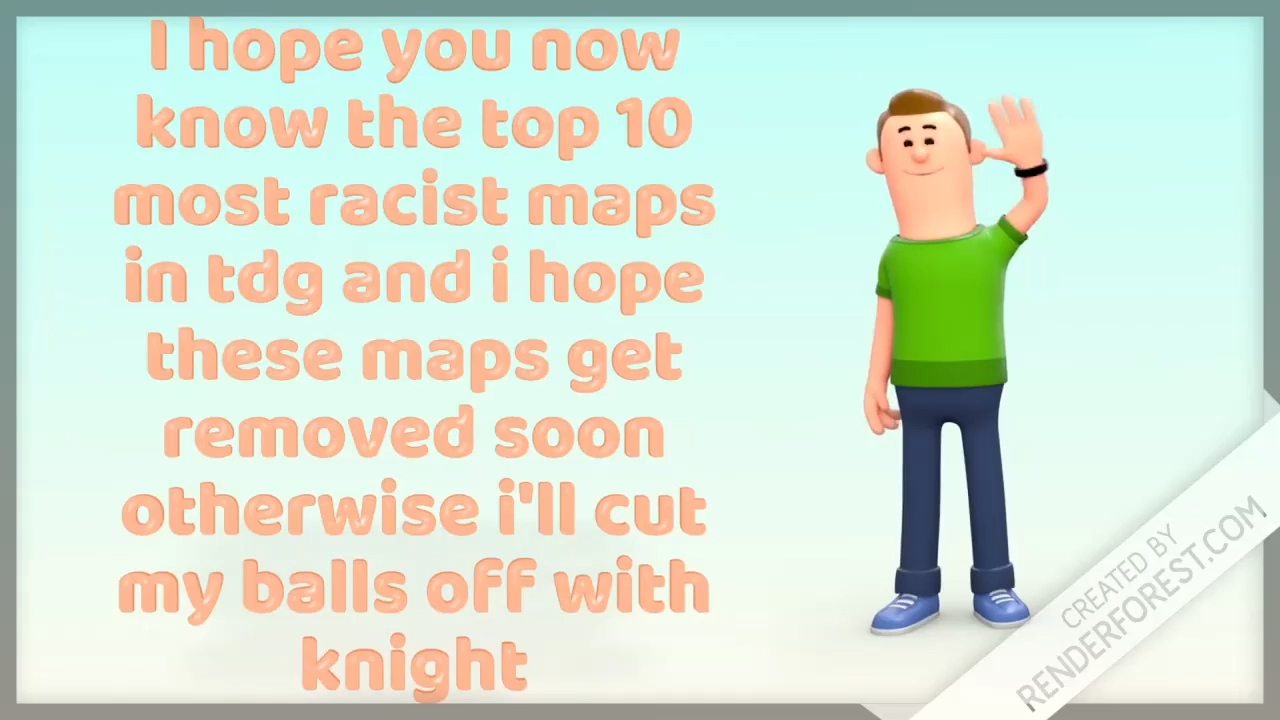 I hope you now
know the top 10
most racist maps
in tdg and i hope
these maps get
removed soon
otherwise i'll cut
my balls off with
knight
CREATED BY
RENDERFOREST.COM